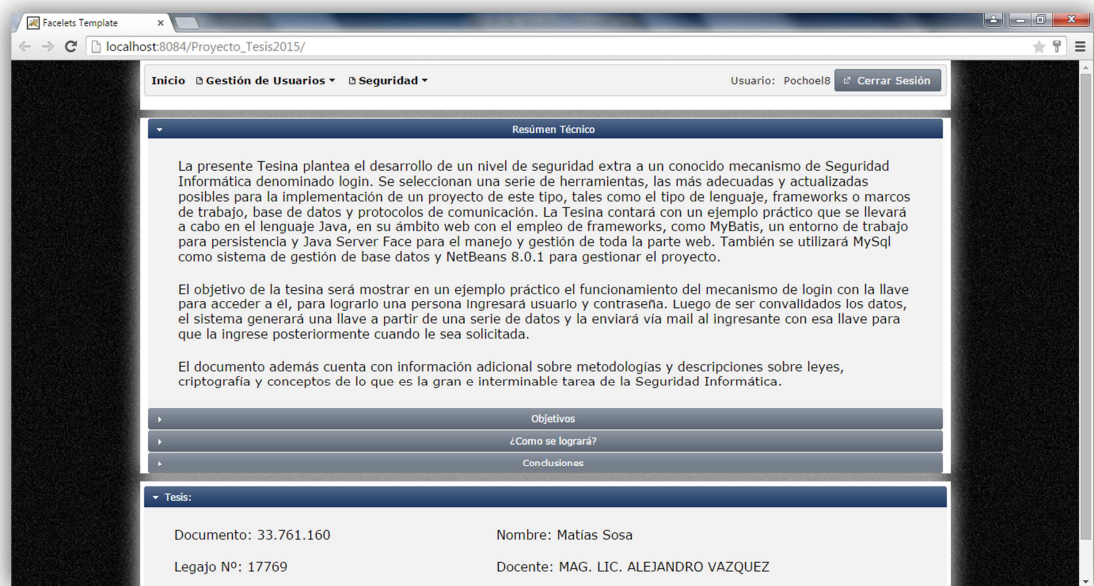 Facelets Template
localhost:8084/Proyecto_Tesis2015/
Inicio Gestión de Usuarios Seguridad Usuario: Pochoel8 Cerrar Sesión
Resúmen Técnico
La presente Tesina plantea el desarrollo de un nivel de seguridad extra a un conocido mecanismo de Seguridad
Informática denominado login. Se seleccionan una serie de herramientas, las más adecuadas y actualizadas
posibles para la implementación de un proyecto de este tipo, tales como el tipo de lenguaje, frameworks o marcos
de trabajo, base de datos y protocolos de comunicación. La Tesina contará con un ejemplo práctico que se llevará
a cabo en el lenguaje Java, en su ámbito web con el empleo de frameworks, como MyBatis, un entorno de trabajo
para persistencia y Java Server Face para el manejo y gestión de toda la parte web. También se utilizará MySql
como sistema de gestión de base datos y NetBeans 8.0.1 para gestionar el proyecto.
El objetivo de la tesina será mostrar en un ejemplo práctico el funcionamiento del mecanismo de login con la llave
para acceder a él, para lograrlo una persona ingresará usuario y contraseña. Luego de ser convalidados los datos,
el sistema generará una llave a partir de una serie de datos y la enviará vía mail al ingresante con esa llave para
que la ingrese posteriormente cuando le sea solicitada.
El documento además cuenta con información adicional sobre metodologías y descripciones sobre leyes,
criptografía y conceptos de lo que es la gran e interminable tarea de la Seguridad Informática.
Objetivos
¿Como se logrará?
Conclusiones
Tesis:
Documento: 33.761.160 Nombre: Matías Sosa
Legajo Nº: 17769 Docente: MAG. LIC. ALEJANDRO VAZQUEZ